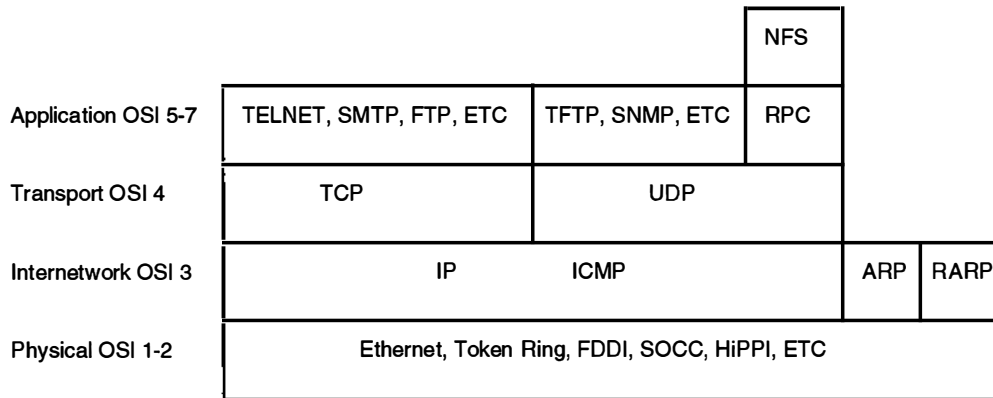 NFS
Application OSI 5-7 TELNET, SMTP, FTP, ETC TFTP, SNMP, ETC RPC
Transport OSI 4 TCP UDP
Internetwork OSI 3 IP ICMP ARP RARP
Physical OSI 1-2 Ethernet, Token Ring, FDDI, SOCC, HiPPI, ETC